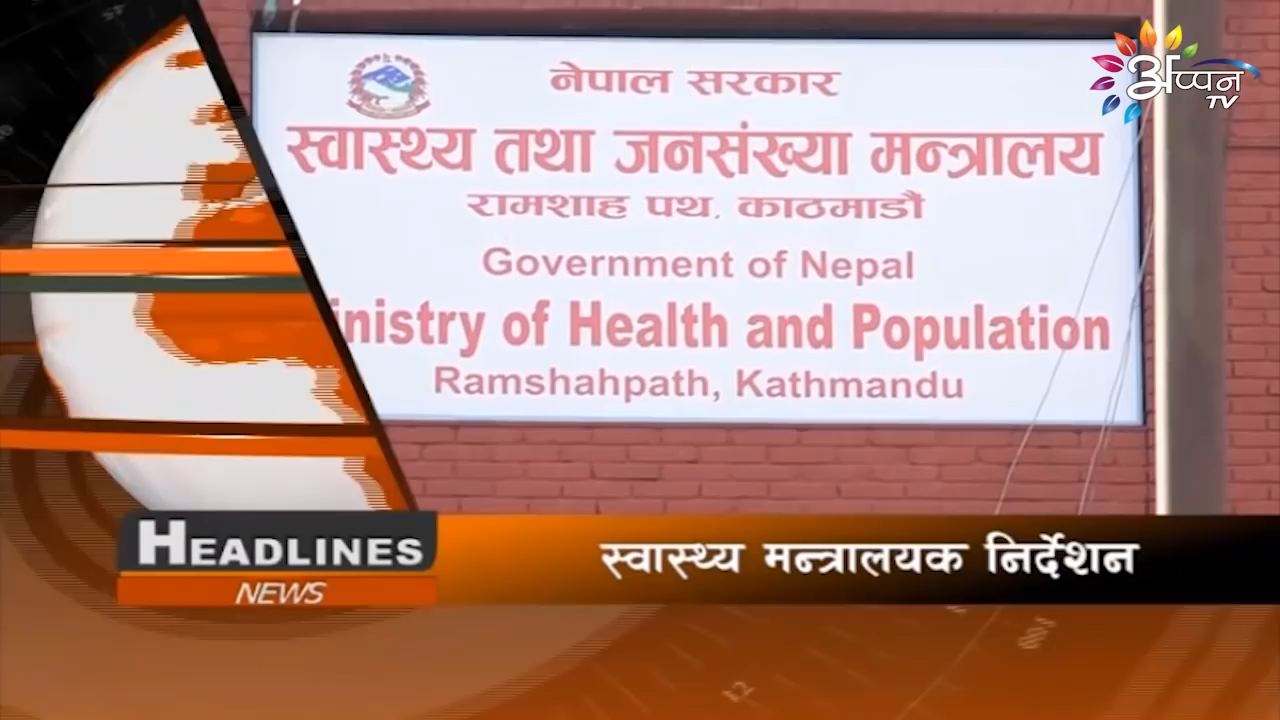 नेपाल सरकार
स्वास्थ्य तथा जनसंख्या मन्त्रालय
रामशाह पथ, काठमाडौं
Government of Nepal
inistry of Health and Population
Ramshahpath, Kathmandu
अप्पन
TV
HEADLINES
NEWS
स्वास्थ्य मन्त्रालयक निर्देशन